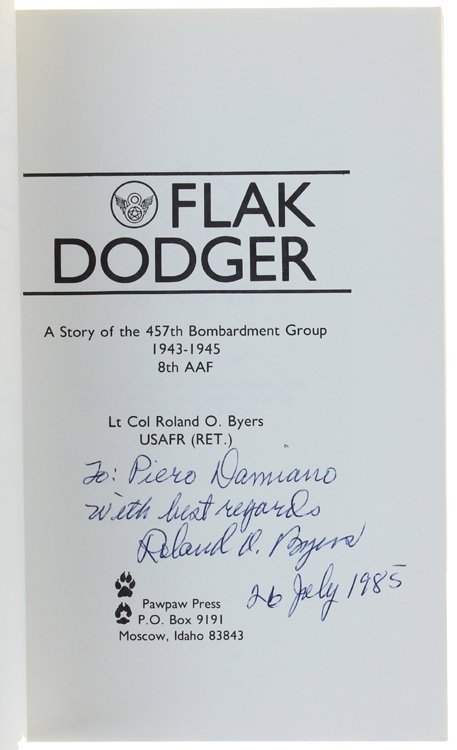 FLAK
DODGER
A Story of the 457th Bombardment Group
1943-1945
8th AAF
Lt Col Roland O. Byers
USAFR (RET.)
To: Piero Damiano
with best regards
Roland O. Byers
26 July 1985
Pawpaw Press
P.O. Box 9191
Moscow, Idaho 83843